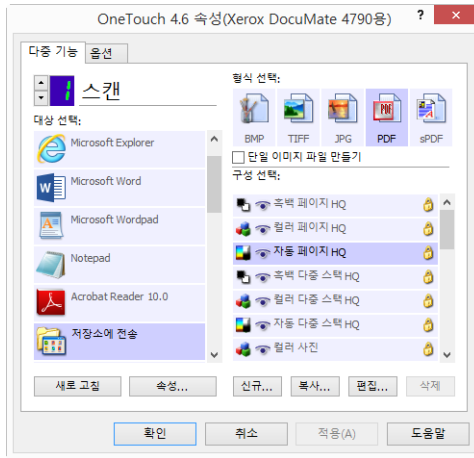 OneTouch 4.6 속성(Xerox DocuMate 4790용)
다중 기능 옵션
1 스캔
대상 선택:
Microsoft Explorer
Microsoft Word
Microsoft Wordpad
Notepad
Acrobat Reader 10.0
저장소에 전송
새로 고침 속성...
형식 선택:
BMP TIFF JPG PDF sPDF
단일 이미지 파일 만들기
구성 선택:
흑백 페이지 HQ
컬러 페이지 HQ
자동 페이지 HQ
흑백 다중 스택 HQ
컬러 다중 스택 HQ
자동 다중 스택 HQ
컬러 사진
신규... 복사... 편집... 삭제
확인 취소 적용(A) 도움말